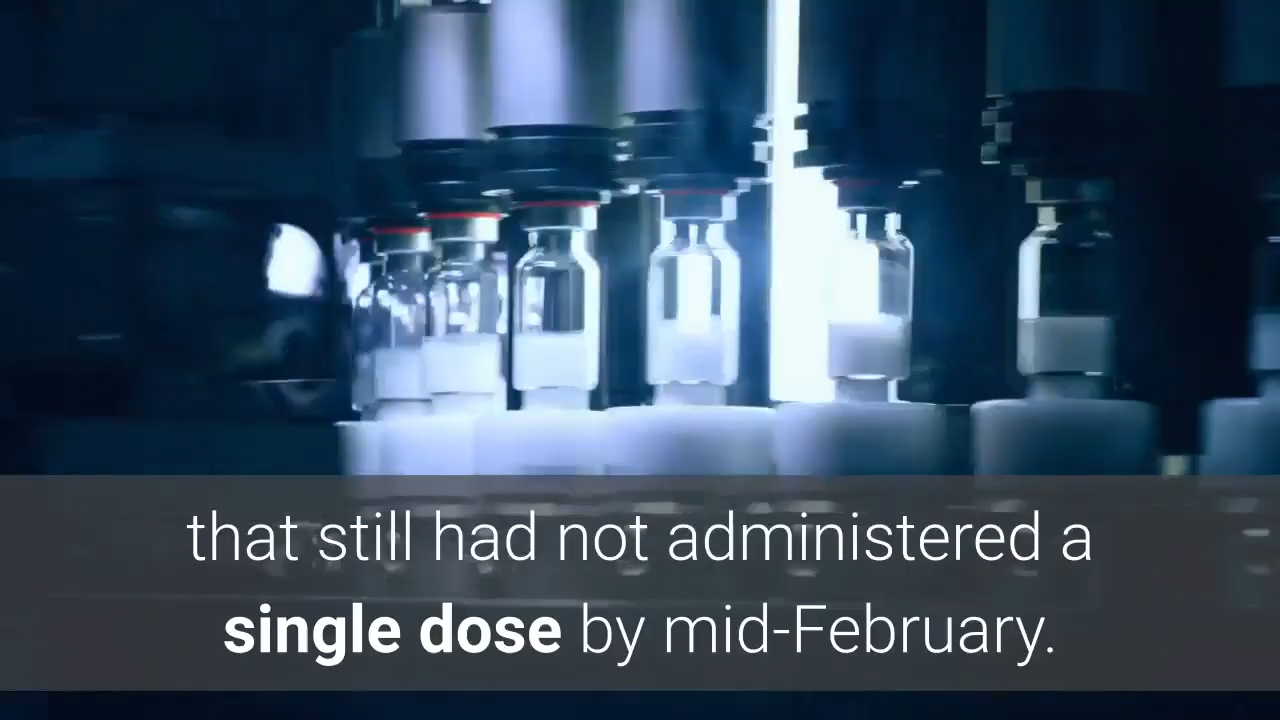 that still had not administered a
single dose by mid-February.